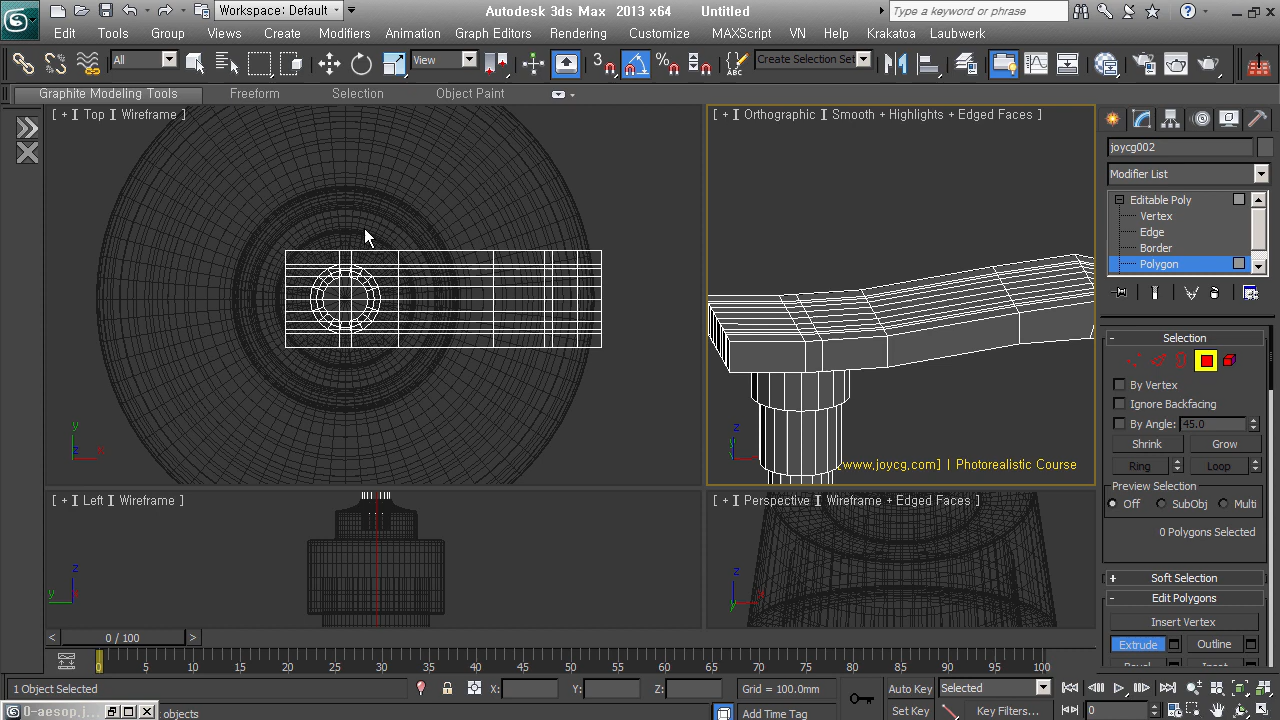 Workspace: Default
Autodesk 3ds Max 2013 x64 Untitled
Type a keyword or phrase
Edit Tools Group Views Create Modifiers Animation Graph Editors Rendering Customize MAXScript VN Help Krakatoa Laubwerk
All View 3 Create Selection Set
Graphite Modeling Tools Freeform Selection Object Paint
[ + ] Top ] Wireframe ]
[ + ] Orthographic ] Smooth + Highlights + Edged Faces ]
joycg002
Modifier List
Editable Poly
Vertex
Edge
Border
Polygon
Selection
By Vertex
Ignore Backfacing
By Angle: 45.0
Shrink Grow
Ring Loop
Preview Selection
Off SubObj Multi
0 Polygons Selected
Soft Selection
Edit Polygons
Insert Vertex
Extrude Outline
y
z x
z
y
[www.joycg.com] | Photorealistic Course
[ + ] Left ] Wireframe ]
[ + ] Perspective ] Wireframe + Edged Faces ]
z
y
z
y x
< 0 / 100 >
0 5 10 15 20 25 30 35 40 45 50 55 60 65 70 75 80 85 90 95 100
1 Object Selected X: Y: Z: Grid = 100.0mm Auto Key Selected
0-aesop.j... objects Add Time Tag Set Key Key Filters... 0